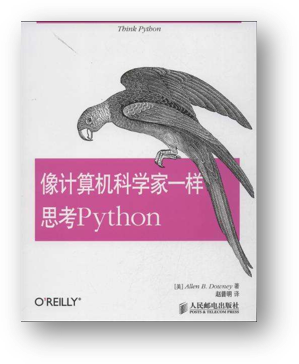 Think Python
像计算机科学家一样
思考Python
[美] Allen B. Downey 著
赵普明 译
O'REILLY®
人民邮电出版社
POSTS & TELECOM PRESS